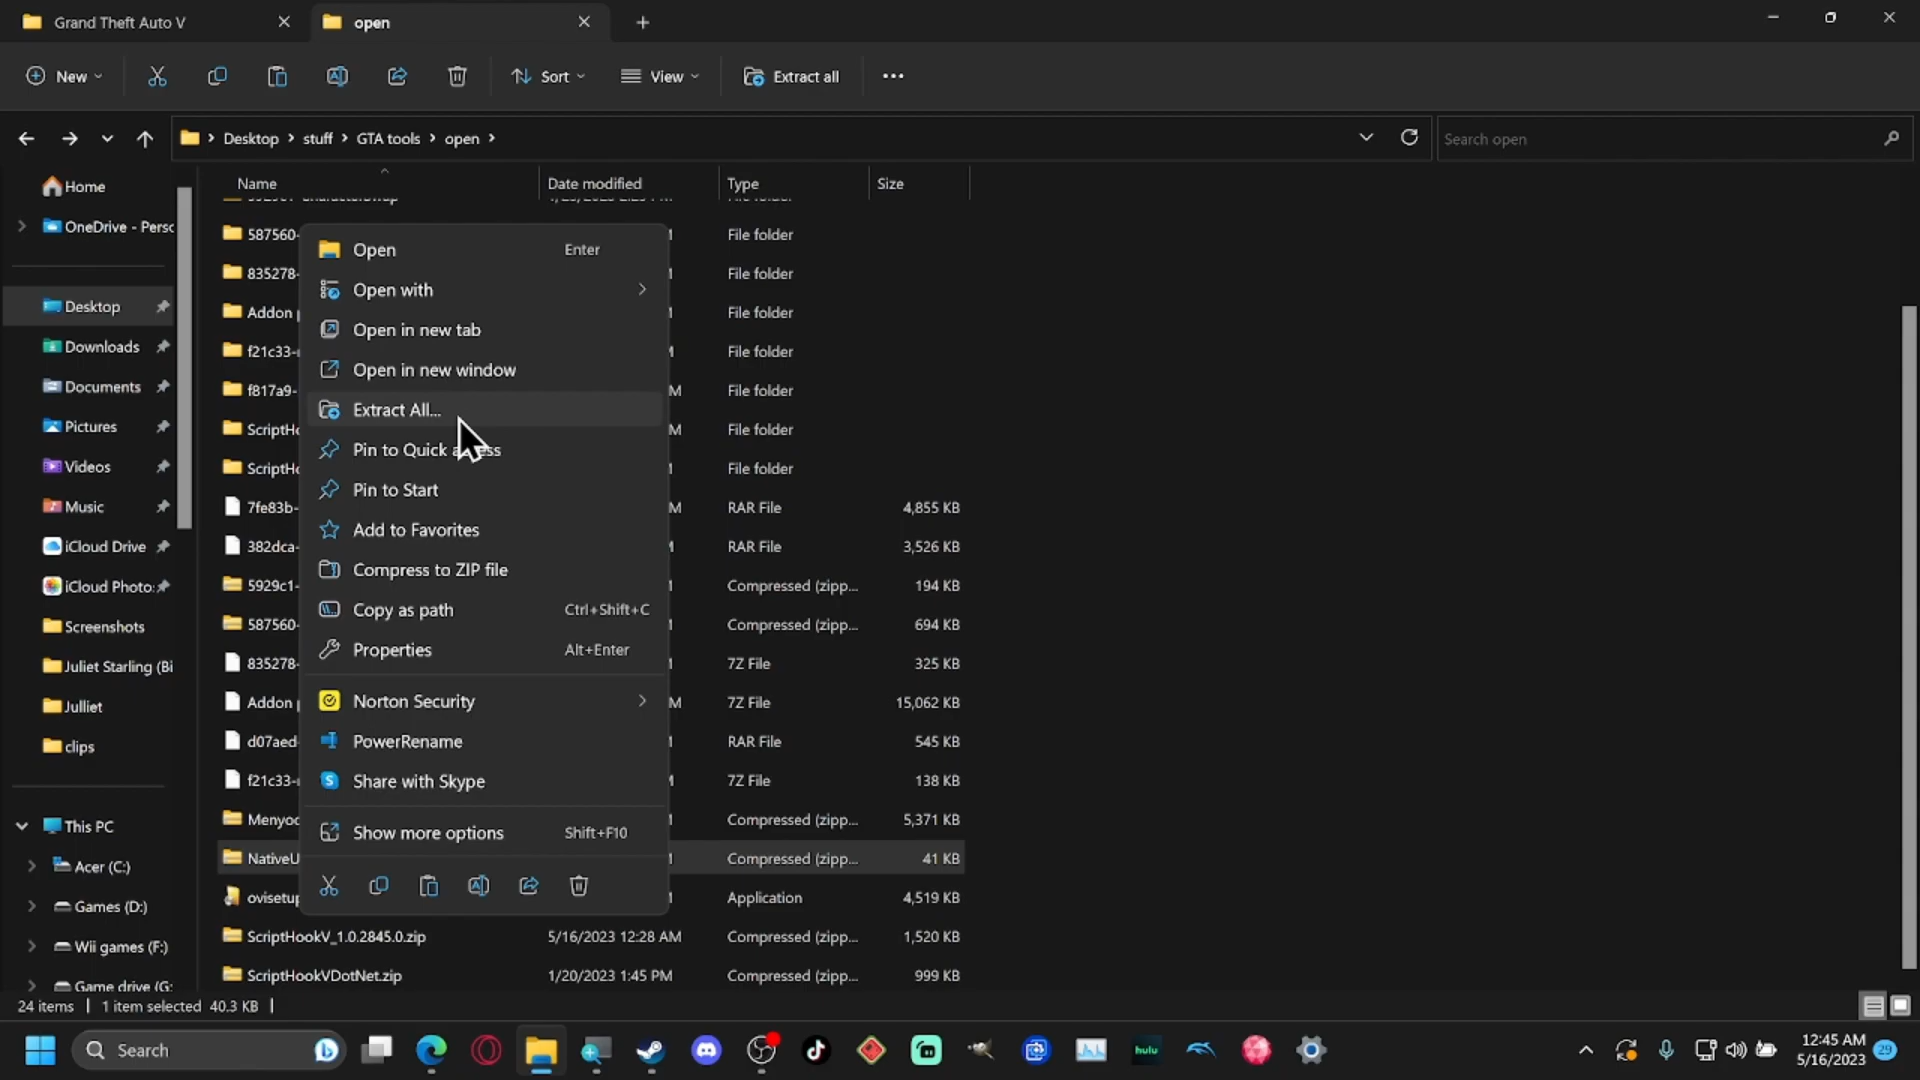 Grand Theft Auto V
open
New
Sort
View
Extract all
Desktop > stuff > GTA tools > open >
Search open
Name
Date modified
Type
Size
Home
OneDrive - Perso
Desktop
Downloads
Documents
Pictures
Videos
Music
iCloud Drive
iCloud Photo:
Screenshots
Juliet Starling (Bi
Julliet
clips
This PC
Acer (C:)
Games (D:)
Wii games (F:)
Game drive (G:
587560- File folder
835278- File folder
Addon File folder
f21c33- File folder
f817a9- M File folder
ScriptHo M File folder
ScriptHo File folder
7fe83b- M RAR File 4,855 KB
382dca- RAR File 3,526 KB
5929c1- Compressed (zipp... 194 KB
587560- Compressed (zipp... 694 KB
835278- 7Z File 325 KB
Addon M 7Z File 15,062 KB
d07aed- RAR File 545 KB
f21c33- 7Z File 138 KB
Menyoo Compressed (zipp... 5,371 KB
NativeU Compressed (zipp... 41 KB
ovisetup Application 4,519 KB
ScriptHookV_1.0.2845.0.zip 5/16/2023 12:28 AM Compressed (zipp... 1,520 KB
ScriptHookVDotNet.zip 1/20/2023 1:45 PM Compressed (zipp... 999 KB
Open Enter
Open with
Open in new tab
Open in new window
Extract All...
Pin to Quick access
Pin to Start
Add to Favorites
Compress to ZIP file
Copy as path Ctrl+Shift+C
Properties Alt+Enter
Norton Security
PowerRename
Share with Skype
Show more options Shift+F10
24 items | 1 item selected 40.3 KB |
Search
hulu
12:45 AM
5/16/2023
29